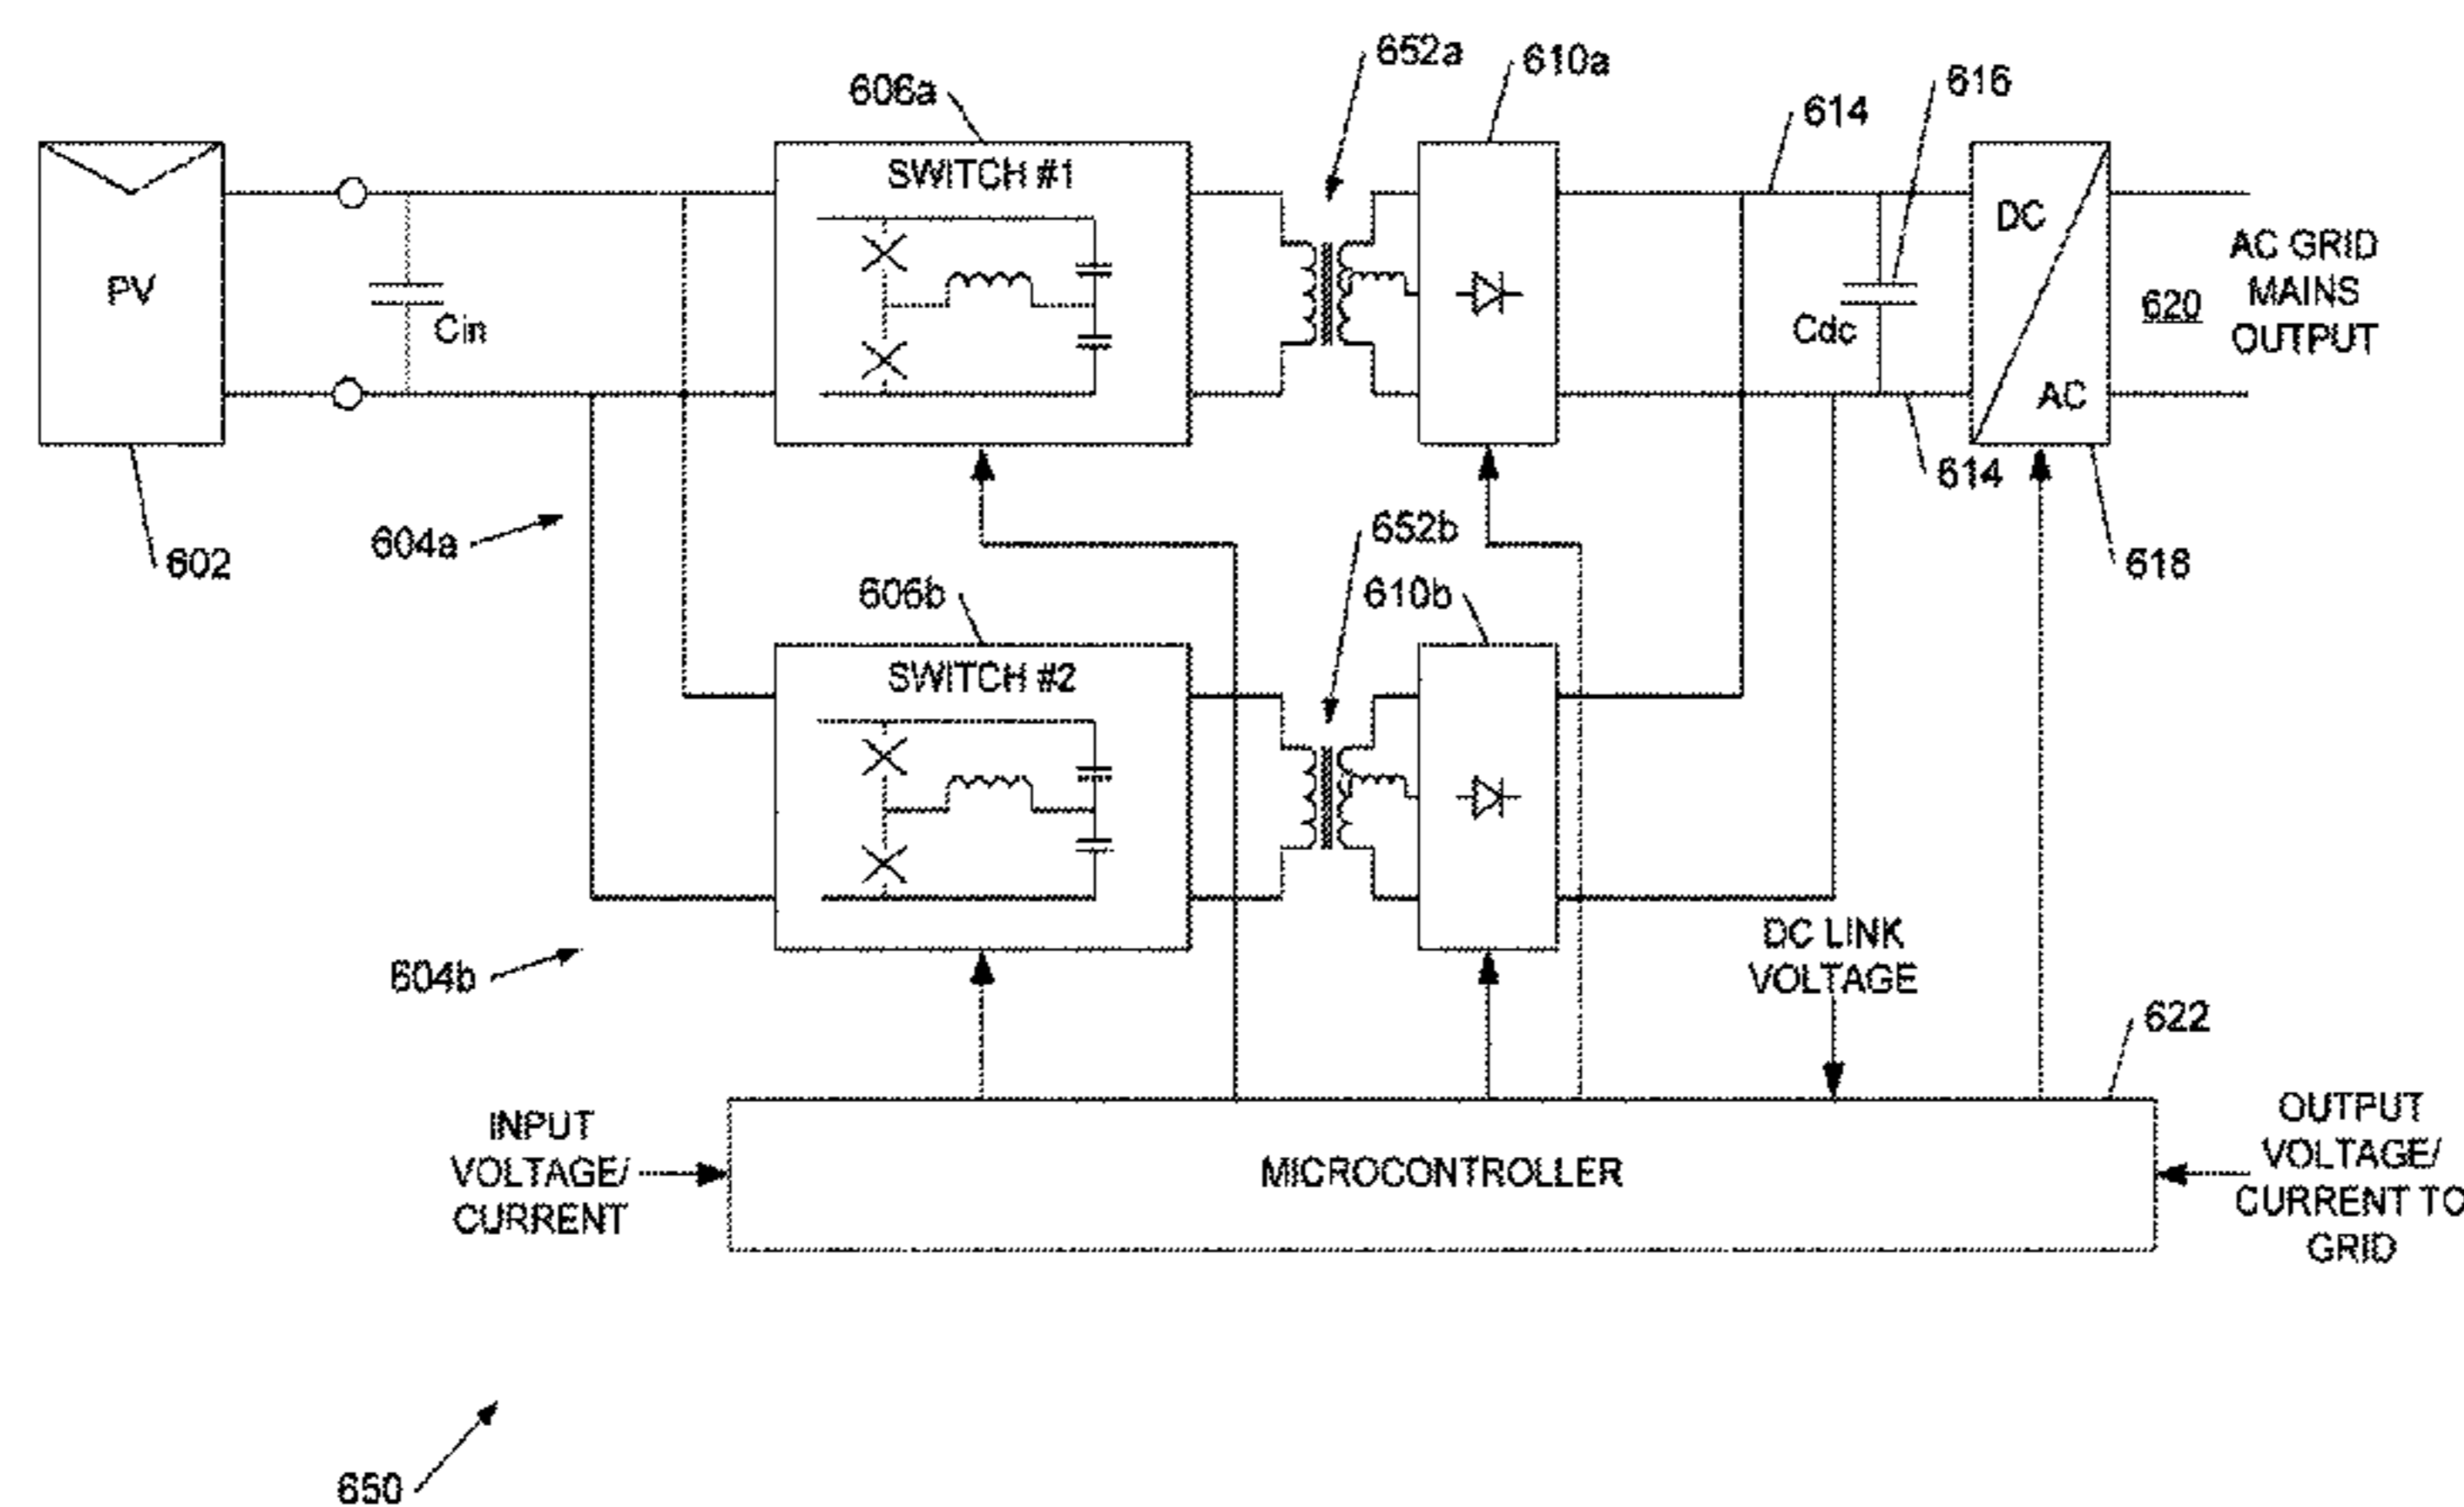 652a
610a
616
606a
614
SWITCH #1
DC
AC GRID
MAINS
OUTPUT
620
PV
Cin
Cdc
AC
614
604a
602
652b
618
606b
610b
SWITCH #2
DC LINK
VOLTAGE
604b
622
INPUT
VOLTAGE/
CURRENT
MICROCONTROLLER
OUTPUT
VOLTAGE/
CURRENT TO
GRID
650